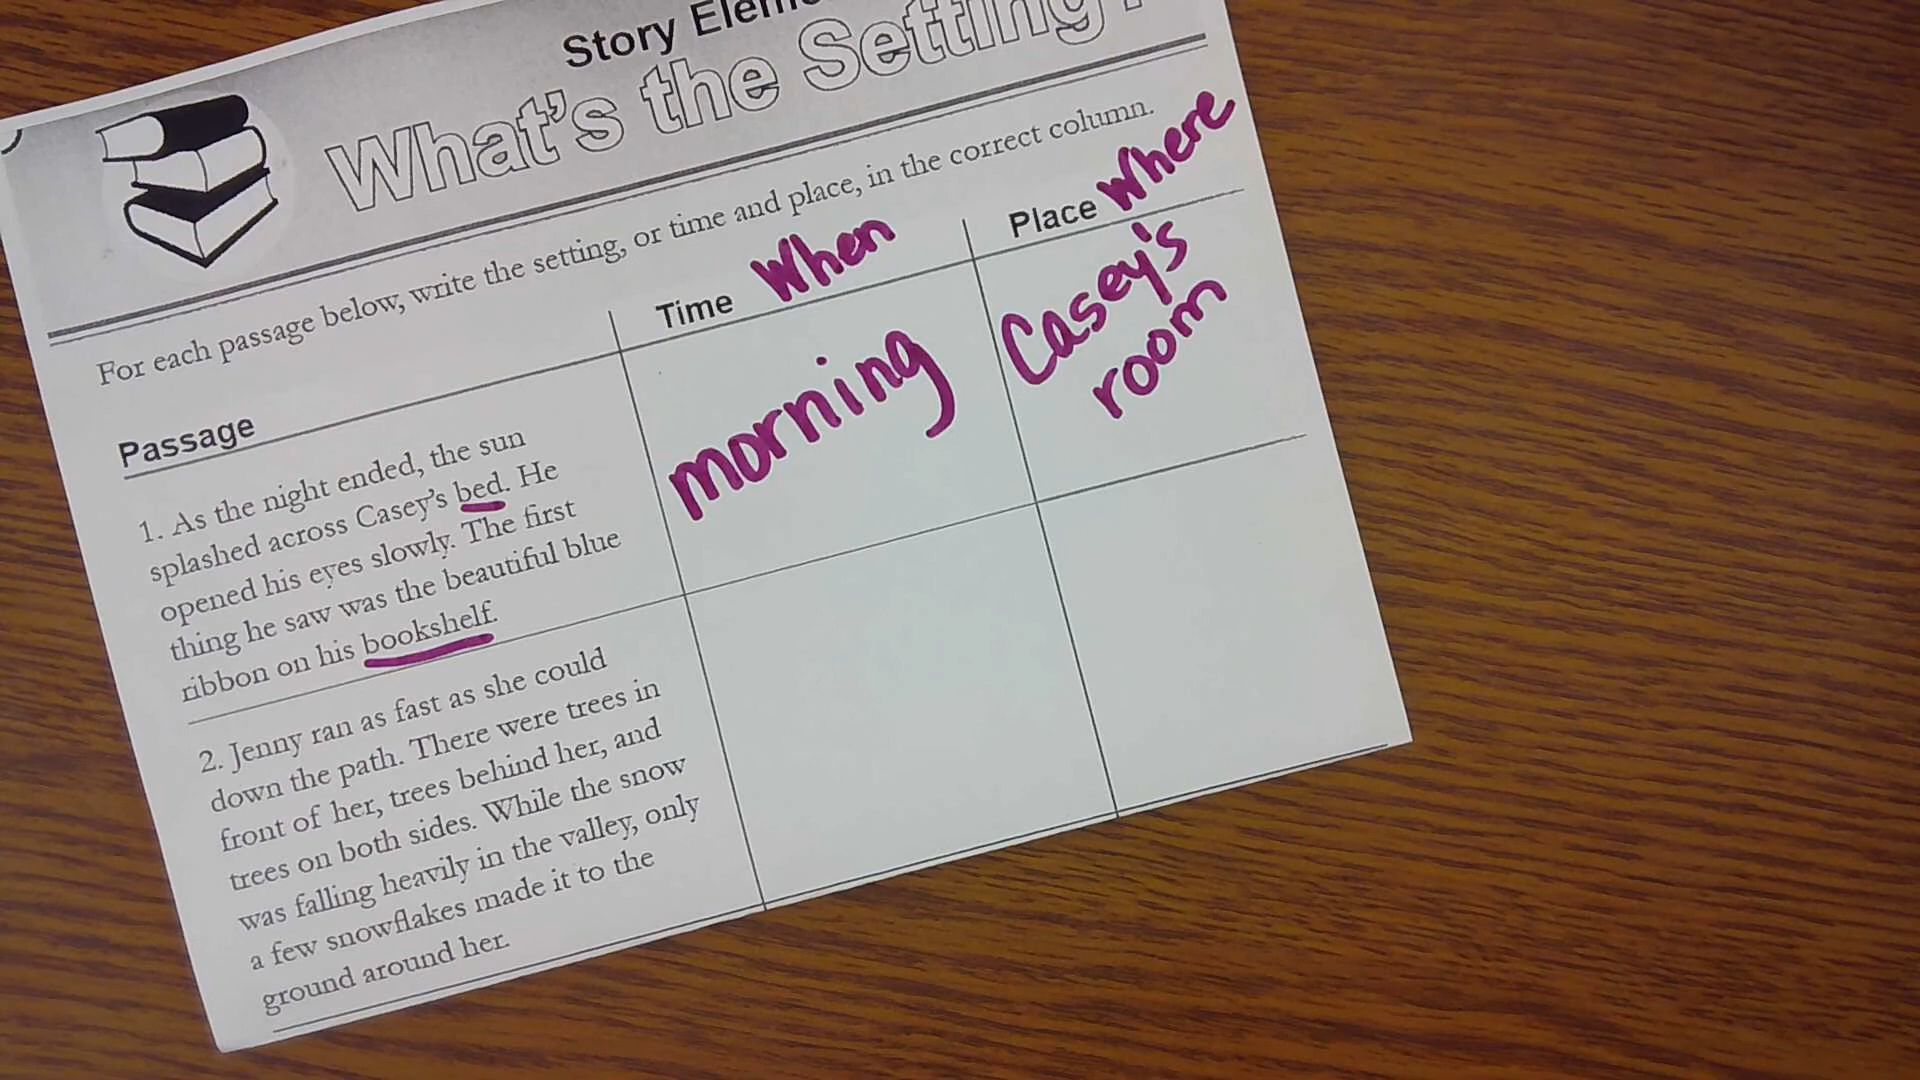 Story
What's the Setting?
For each passage below, write the setting, or time and place, in the correct column.
Passage
Time When
Place Where
1. As the night ended, the sun
splashed across Casey's bed. He
opened his eyes slowly. The first
thing he saw was the beautiful blue
ribbon on his bookshelf.
morning
Casey's
room
2. Jenny ran as fast as she could
down the path. There were trees in
front of her, trees behind her, and
trees on both sides. While the snow
was falling heavily in the valley, only
a few snowflakes made it to the
ground around her.